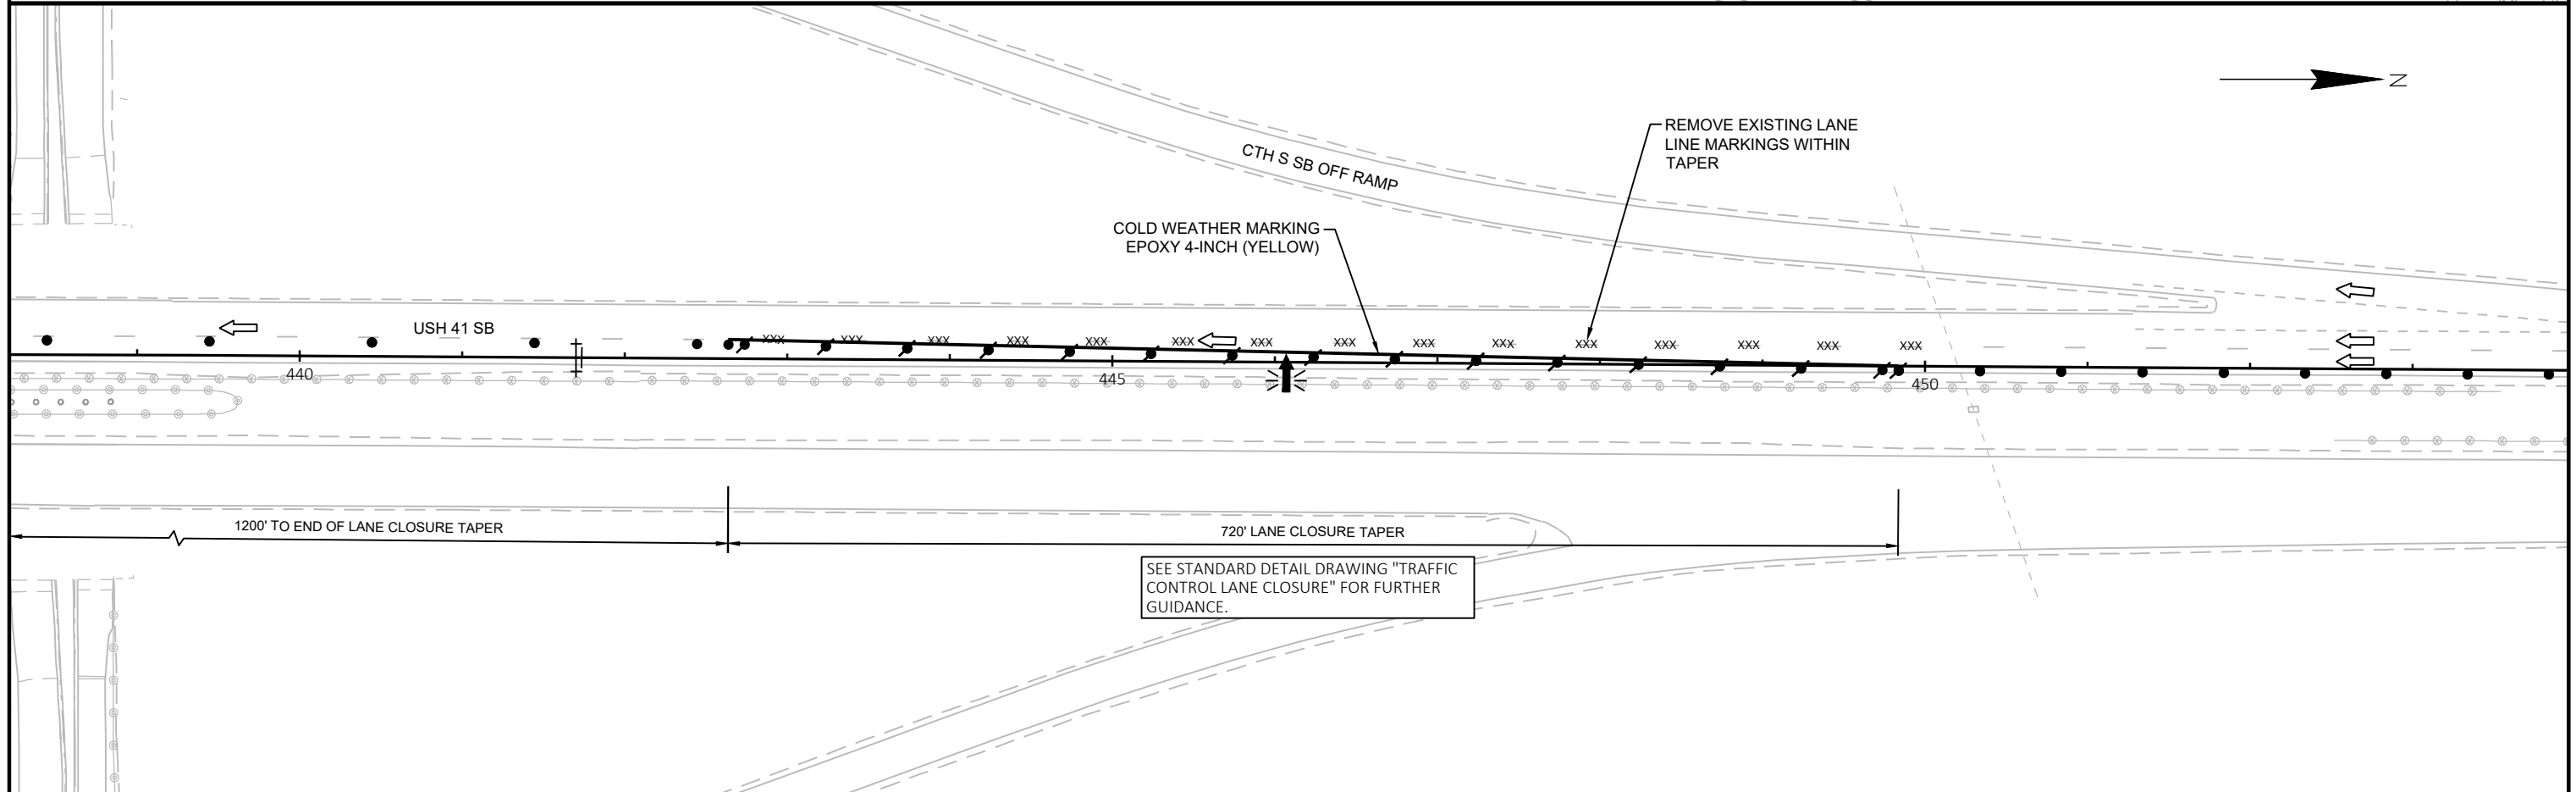 N
REMOVE EXISTING LANE
LINE MARKINGS WITHIN
TAPER
CTH S SB OFF RAMP
COLD WEATHER MARKING
EPOXY 4-INCH (YELLOW)
USH 41 SB
XXX XXX XXX XXX XXX XXX XXX XXX XXX XXX XXX XXX XXX XXX XXX
440
445
450
1200' TO END OF LANE CLOSURE TAPER
720' LANE CLOSURE TAPER
SEE STANDARD DETAIL DRAWING "TRAFFIC
CONTROL LANE CLOSURE" FOR FURTHER
GUIDANCE.